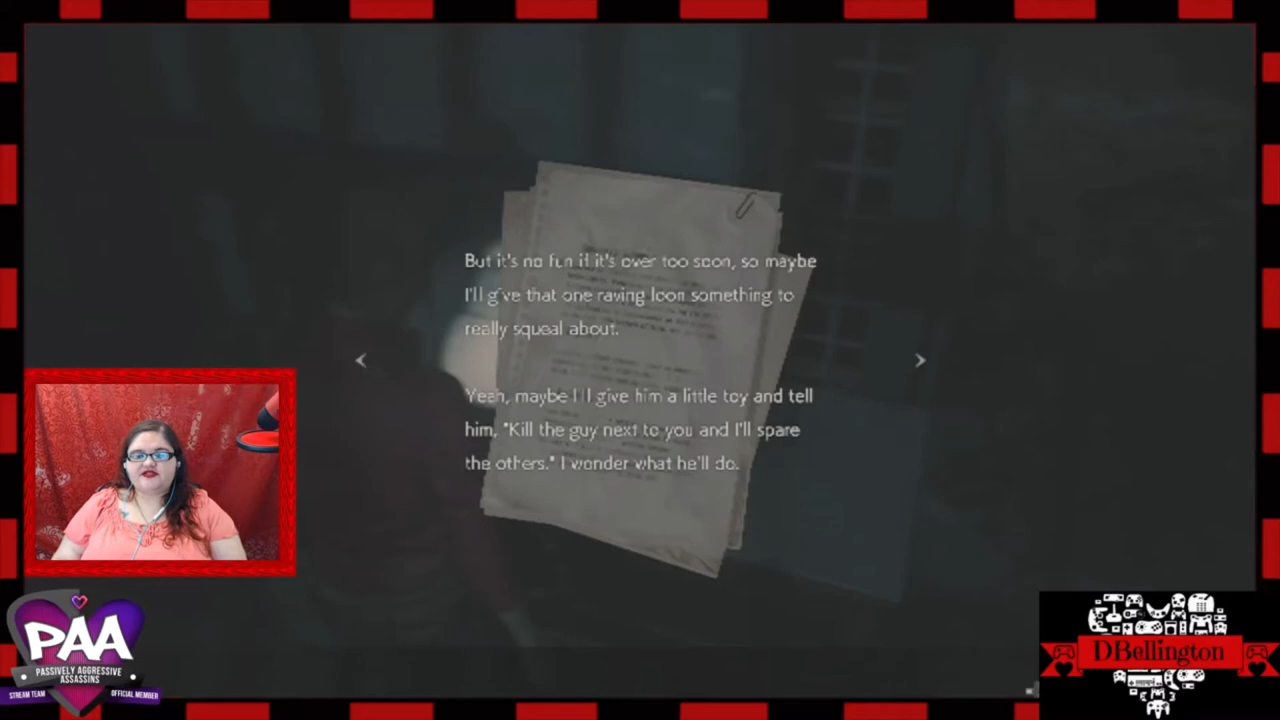 But it's no fun if it's over too soon, so maybe
I'll give that one raving loon something to
really squeal about.
Yeah, maybe I'll give him a little toy and tell
him, "Kill the guy next to you and I'll spare
the others." I wonder what he'll do.
PAA
PASSIVELY AGGRESSIVE
ASSASSINS
STREAM TEAM
OFFICIAL MEMBER
DBellington